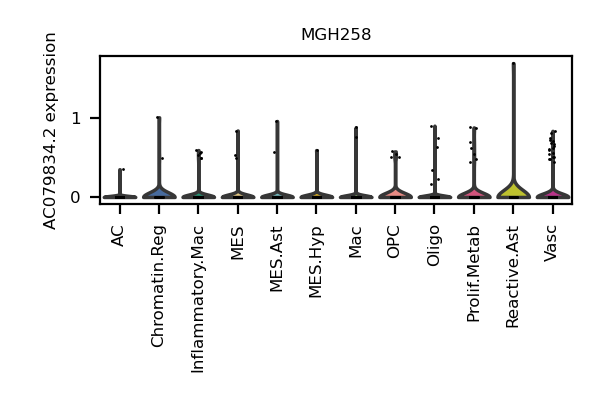 MGH258
AC079834.2 expression
1
0
AC
Chromatin.Reg
Inflammatory.Mac
MES
MES.Ast
MES.Hyp
Mac
OPC
Oligo
Prolif.Metab
Reactive.Ast
Vasc